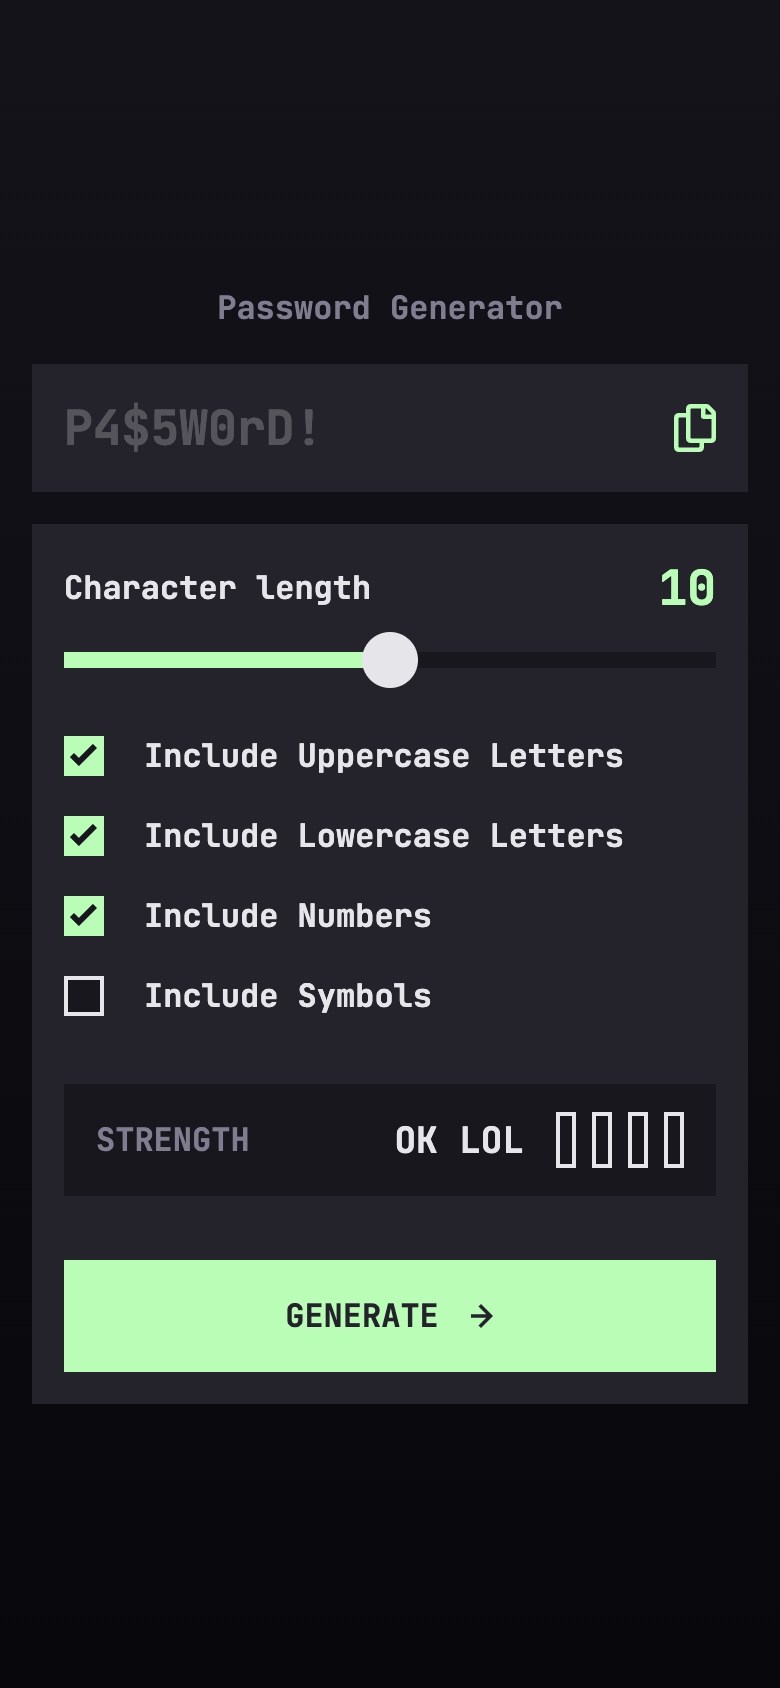 Password Generator
P4$5W0rD!
Character length 10
Include Uppercase Letters
Include Lowercase Letters
Include Numbers
Include Symbols
STRENGTH OK LOL
GENERATE →